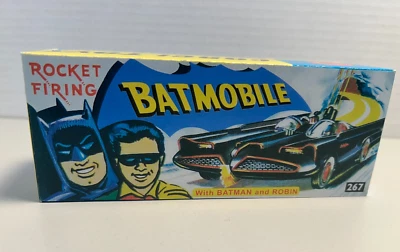 ROCKET
FIRING
BATMOBILE
With BATMAN and ROBIN
267